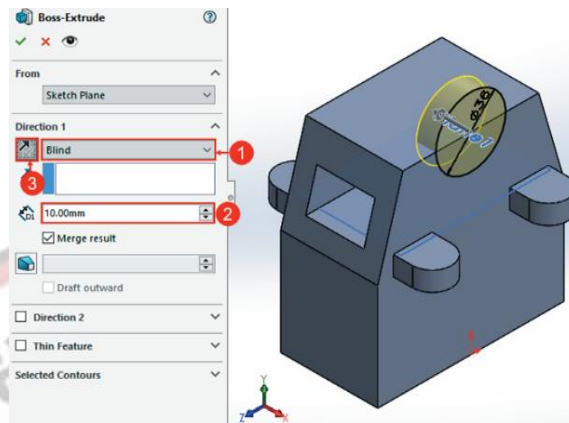 Boss-Extrude
From
Sketch Plane
Direction 1
Blind
1
3
D1
10.00mm
2
Merge result
Draft outward
Direction 2
Thin Feature
Selected Contours
Y
Z
X